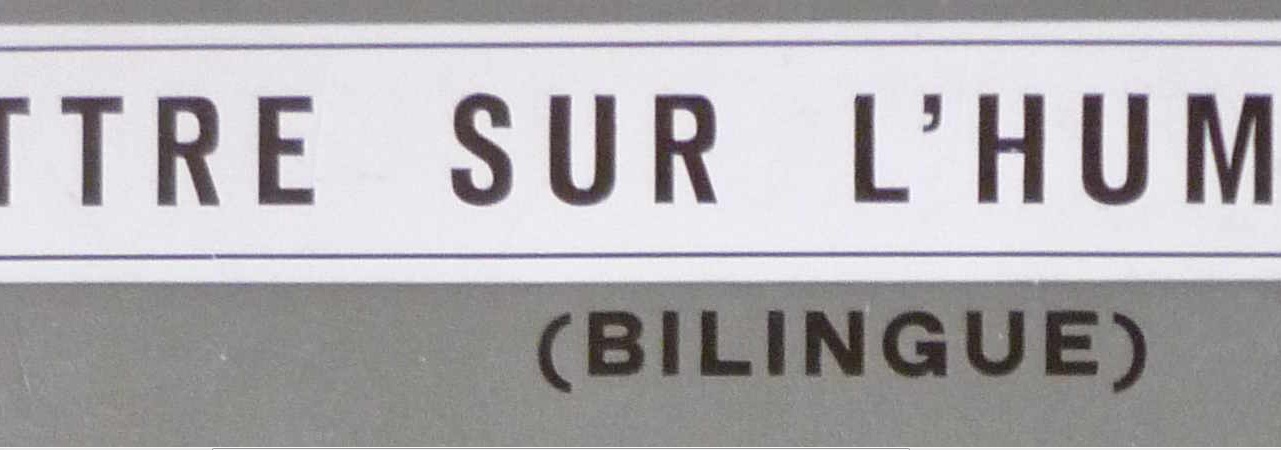 TTRE SUR L'HUM
(BILINGUE)